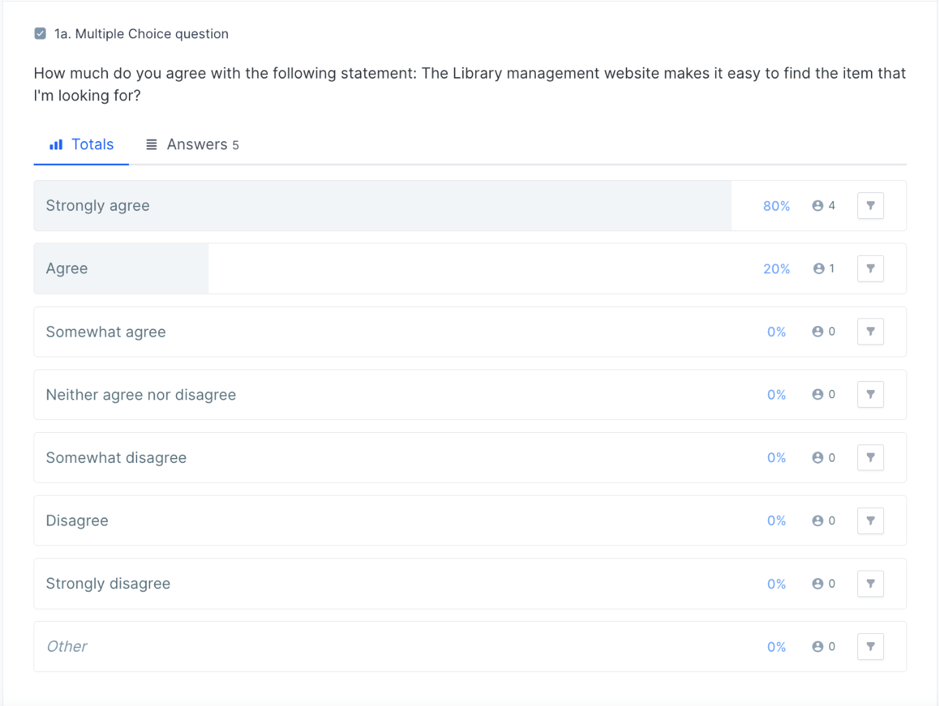 1a. Multiple Choice question
How much do you agree with the following statement: The Library management website makes it easy to find the item that
I'm looking for?
Totals Answers 5
Strongly agree 80% 4
Agree 20% 1
Somewhat agree 0% 0
Neither agree nor disagree 0% 0
Somewhat disagree 0% 0
Disagree 0% 0
Strongly disagree 0% 0
Other 0% 0